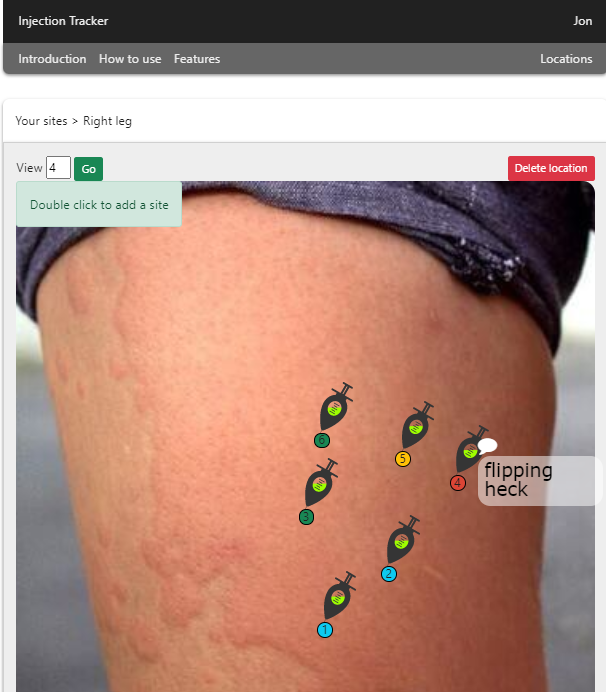 Injection Tracker Jon
Introduction How to use Features Locations
Your sites > Right leg
View 4 Go Delete location
Double click to add a site
6
5
4
flipping
heck
3
2
1